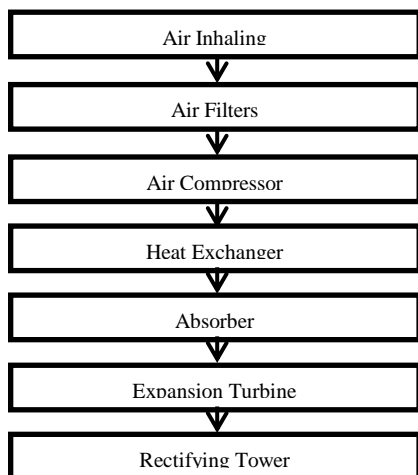 Air Inhaling
Air Filters
Air Compressor
Heat Exchanger
Absorber
Expansion Turbine
Rectifying Tower